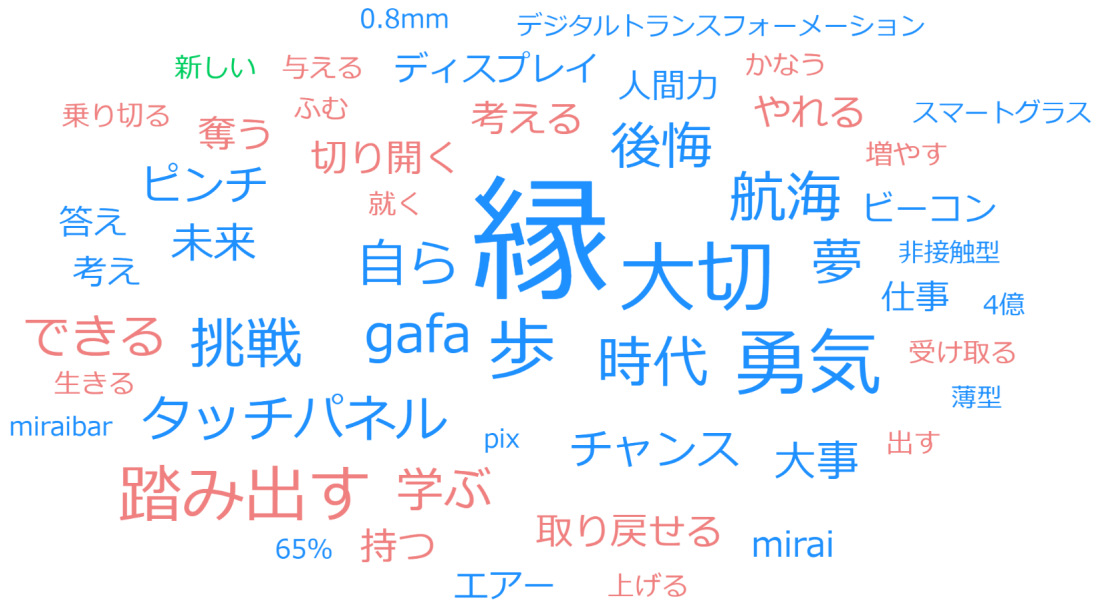 0.8mm
デジタルトランスフォーメーション
新しい
与える
ディスプレイ
人間力
かなう
乗り切る
奪う
ふむ
考える
やれる
スマートグラス
切り開く
後悔
増やす
ピンチ
就く
縁
航海
ビーコン
答え
未来
自ら
大切
夢
非接触型
考え
仕事
4億
できる
挑戦
gafa
歩
時代
勇気
受け取る
生きる
薄型
miraibar
タッチパネル
pix
チャンス
大事
出す
踏み出す
学ぶ
取り戻せる
mirai
65%
持つ
エアー
上げる